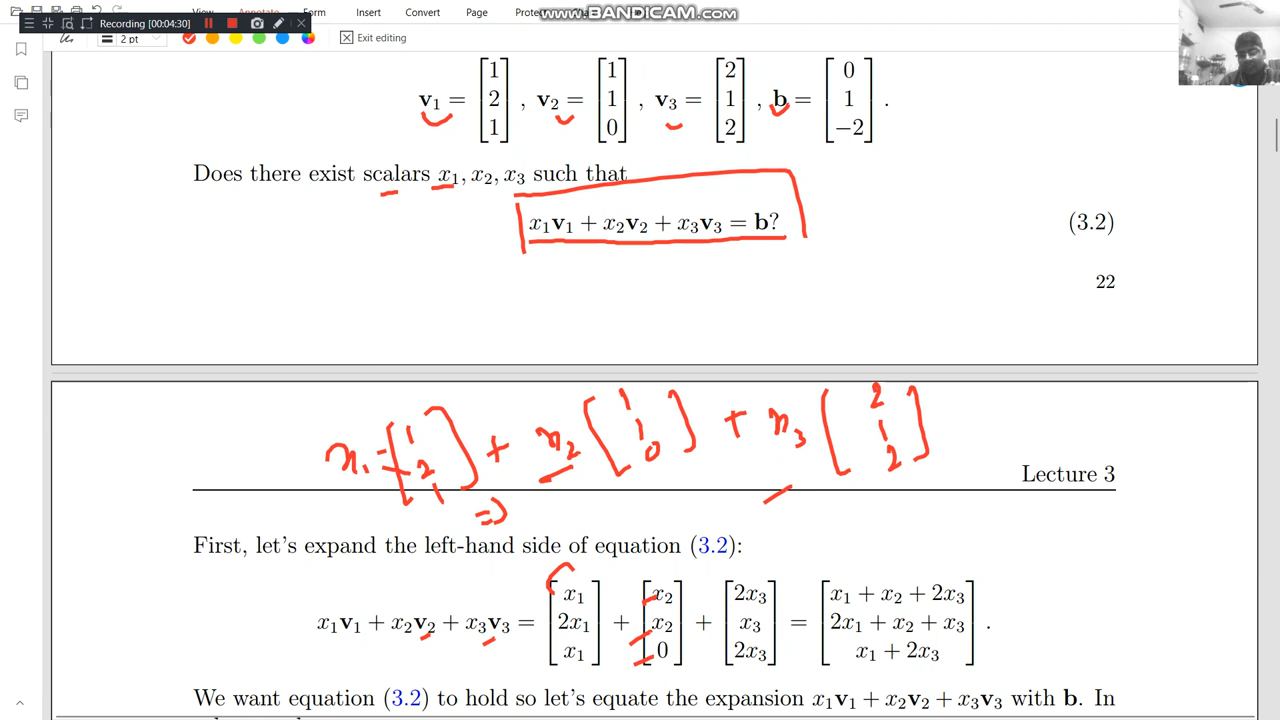 View Annotate Form Insert Convert Page Protect
www.BANDICAM.com
Recording [00:04:30]
2 pt Exit editing
v₁ = [1 2 1], v₂ = [1 1 0], v₃ = [2 1 2], b = [0 1 −2].
Does there exist scalars x₁, x₂, x₃ such that
x₁v₁ + x₂v₂ + x₃v₃ = b? (3.2)
22
x₁ [1 2 1] + x₂ [1 1 0] + x₃ [2 1 2]
⇒
Lecture 3
First, let's expand the left-hand side of equation (3.2):
x₁v₁ + x₂v₂ + x₃v₃ = [x₁ 2x₁ x₁] + [x₂ x₂ 0] + [2x₃ x₃ 2x₃] = [x₁ + x₂ + 2x₃ 2x₁ + x₂ + x₃ x₁ + 2x₃].
We want equation (3.2) to hold so let's equate the expansion x₁v₁ + x₂v₂ + x₃v₃ with b. In